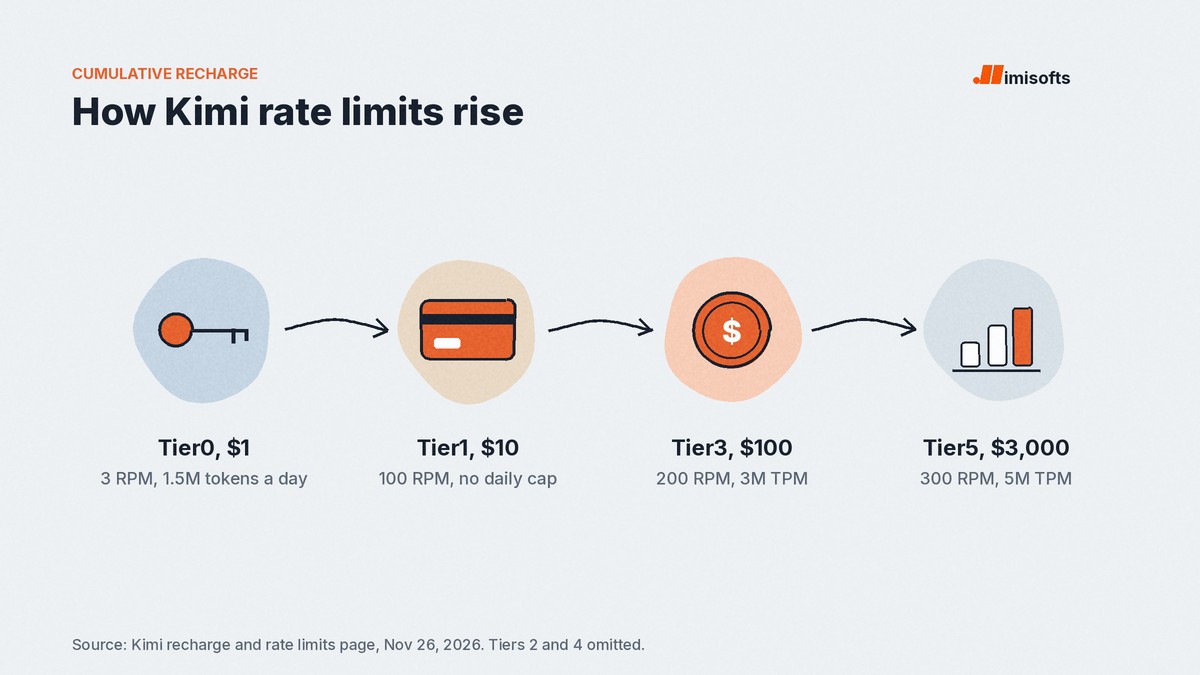 CUMULATIVE RECHARGE
How Kimi rate limits rise
imisofts
$
Tier0, $1
3 RPM, 1.5M tokens a day
Tier1, $10
100 RPM, no daily cap
Tier3, $100
200 RPM, 3M TPM
Tier5, $3,000
300 RPM, 5M TPM
Source: Kimi recharge and rate limits page, Nov 26, 2026. Tiers 2 and 4 omitted.